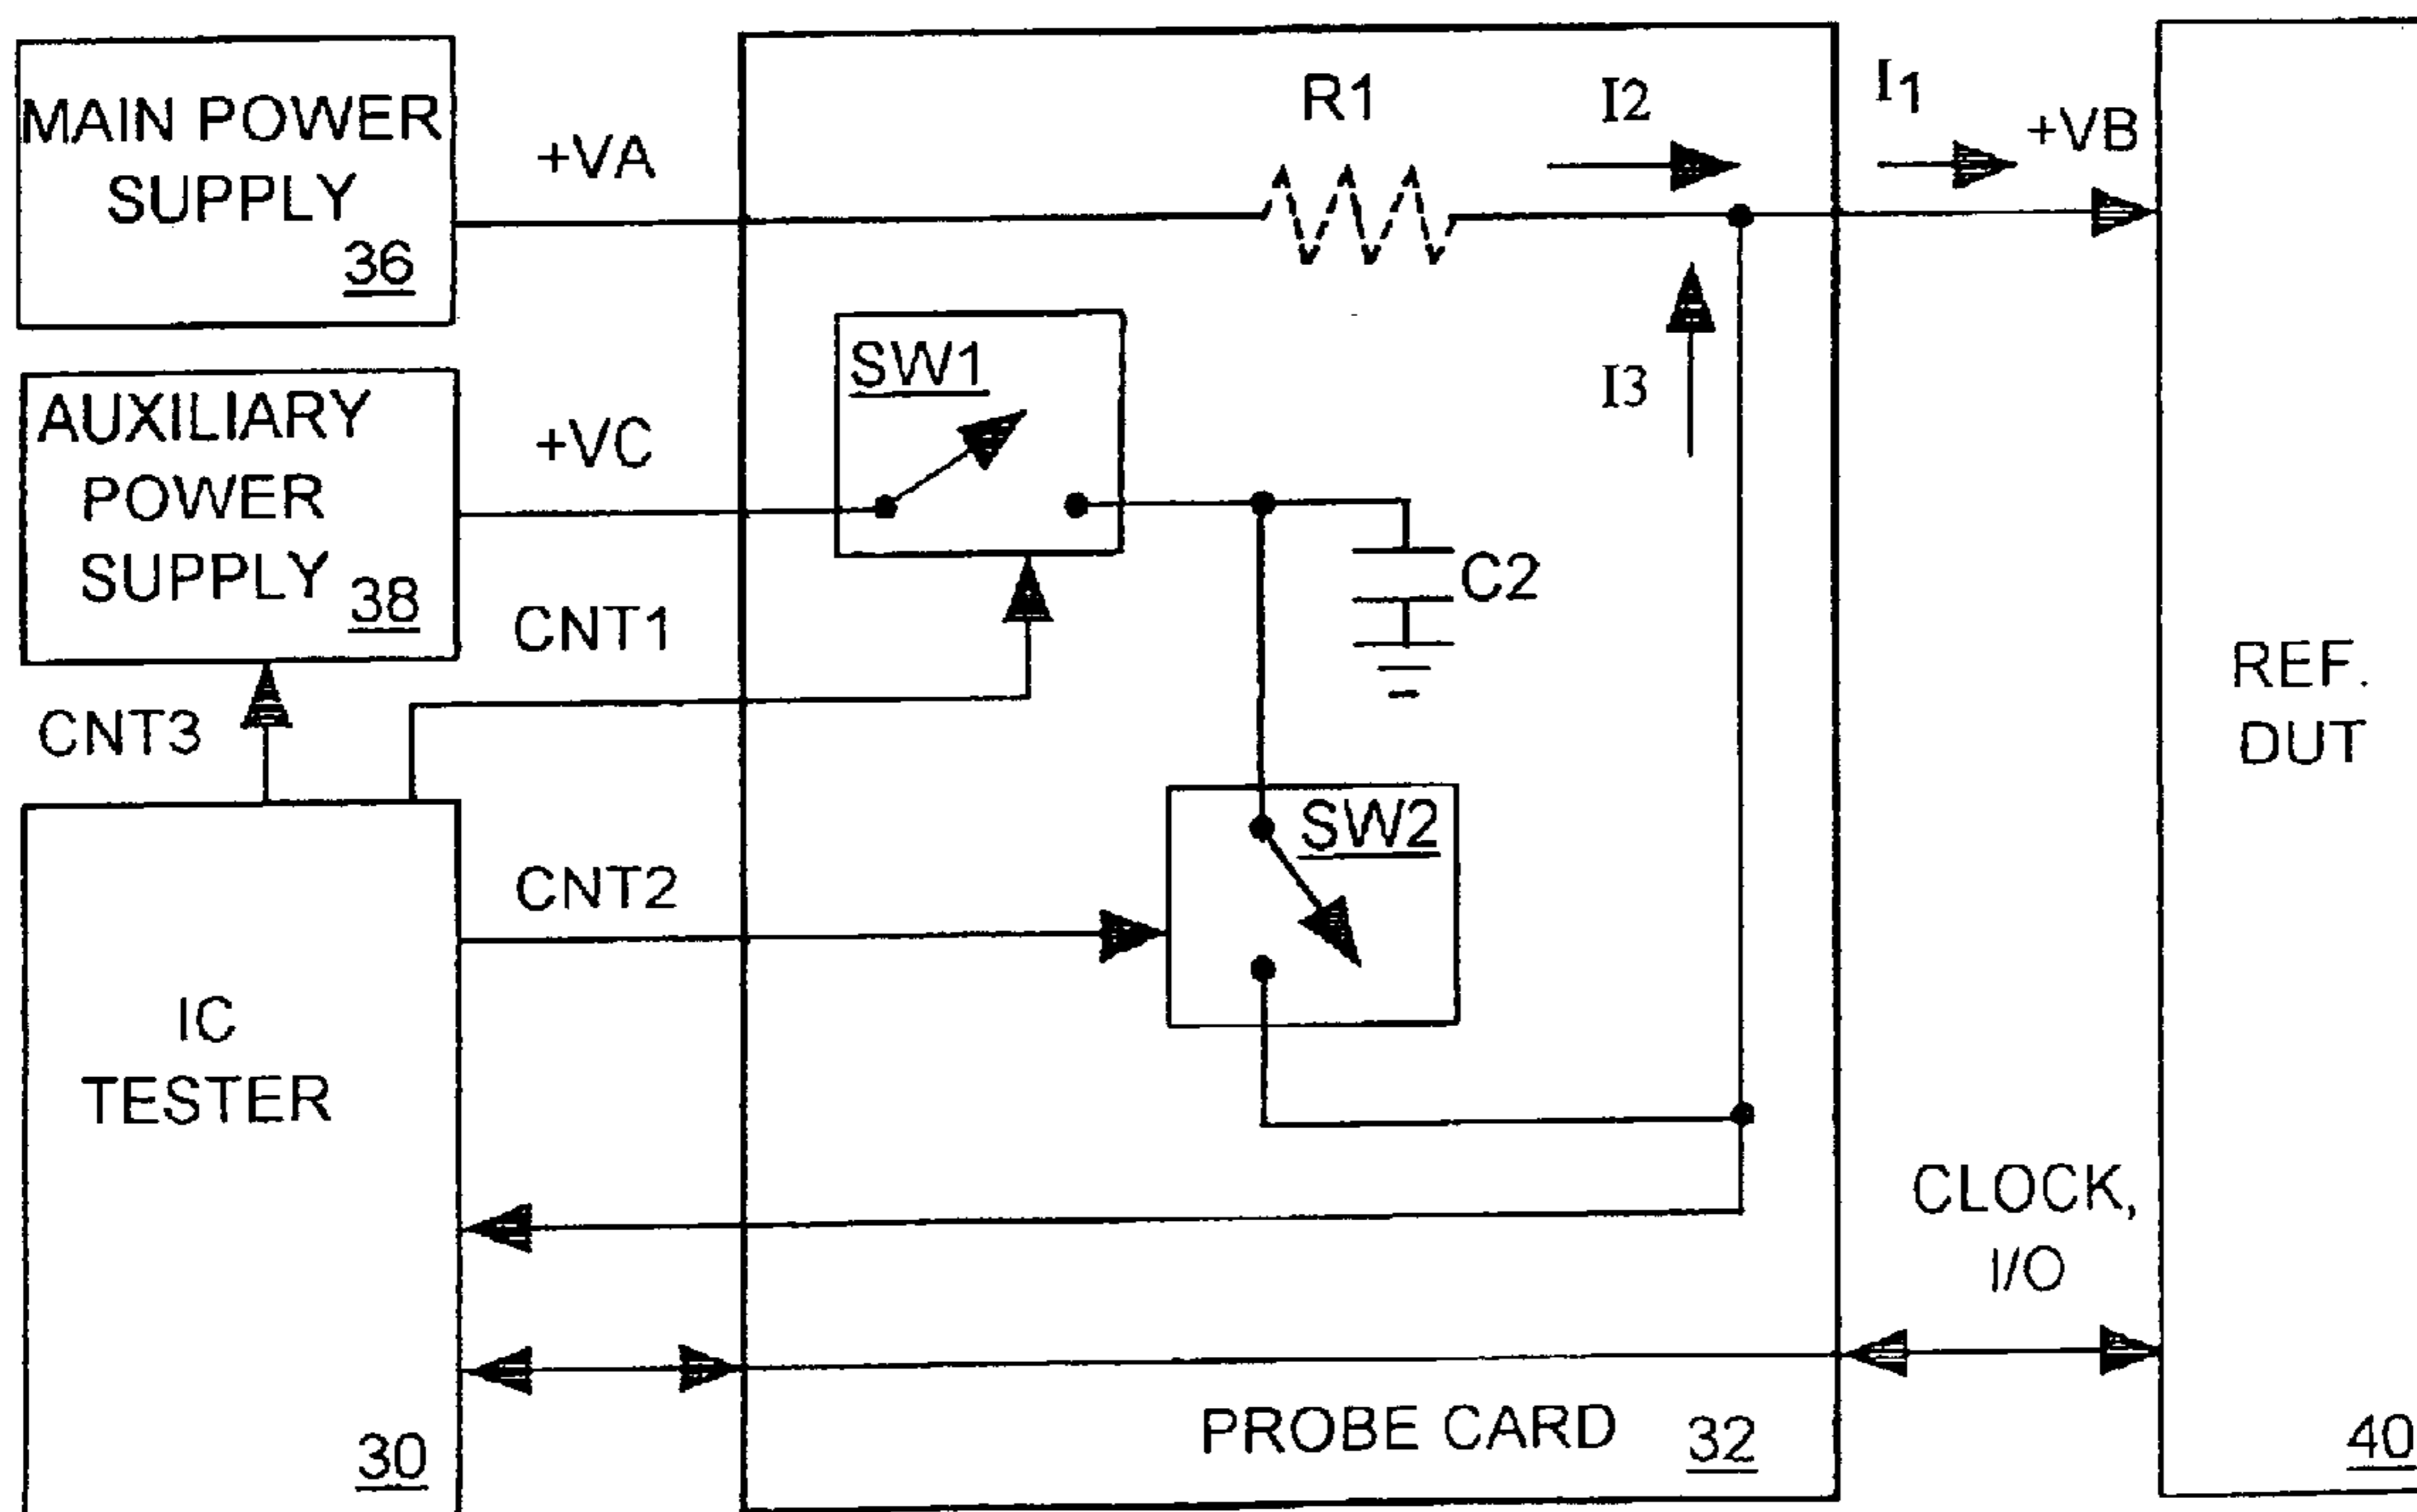 MAIN POWER
SUPPLY
36
+VA
R1
I2
I1
+VB
AUXILIARY
POWER
SUPPLY
38
+VC
SW1
I3
C2
CNT1
CNT3
REF.
DUT
SW2
CNT2
IC
TESTER
CLOCK,
I/O
30
PROBE CARD
32
40